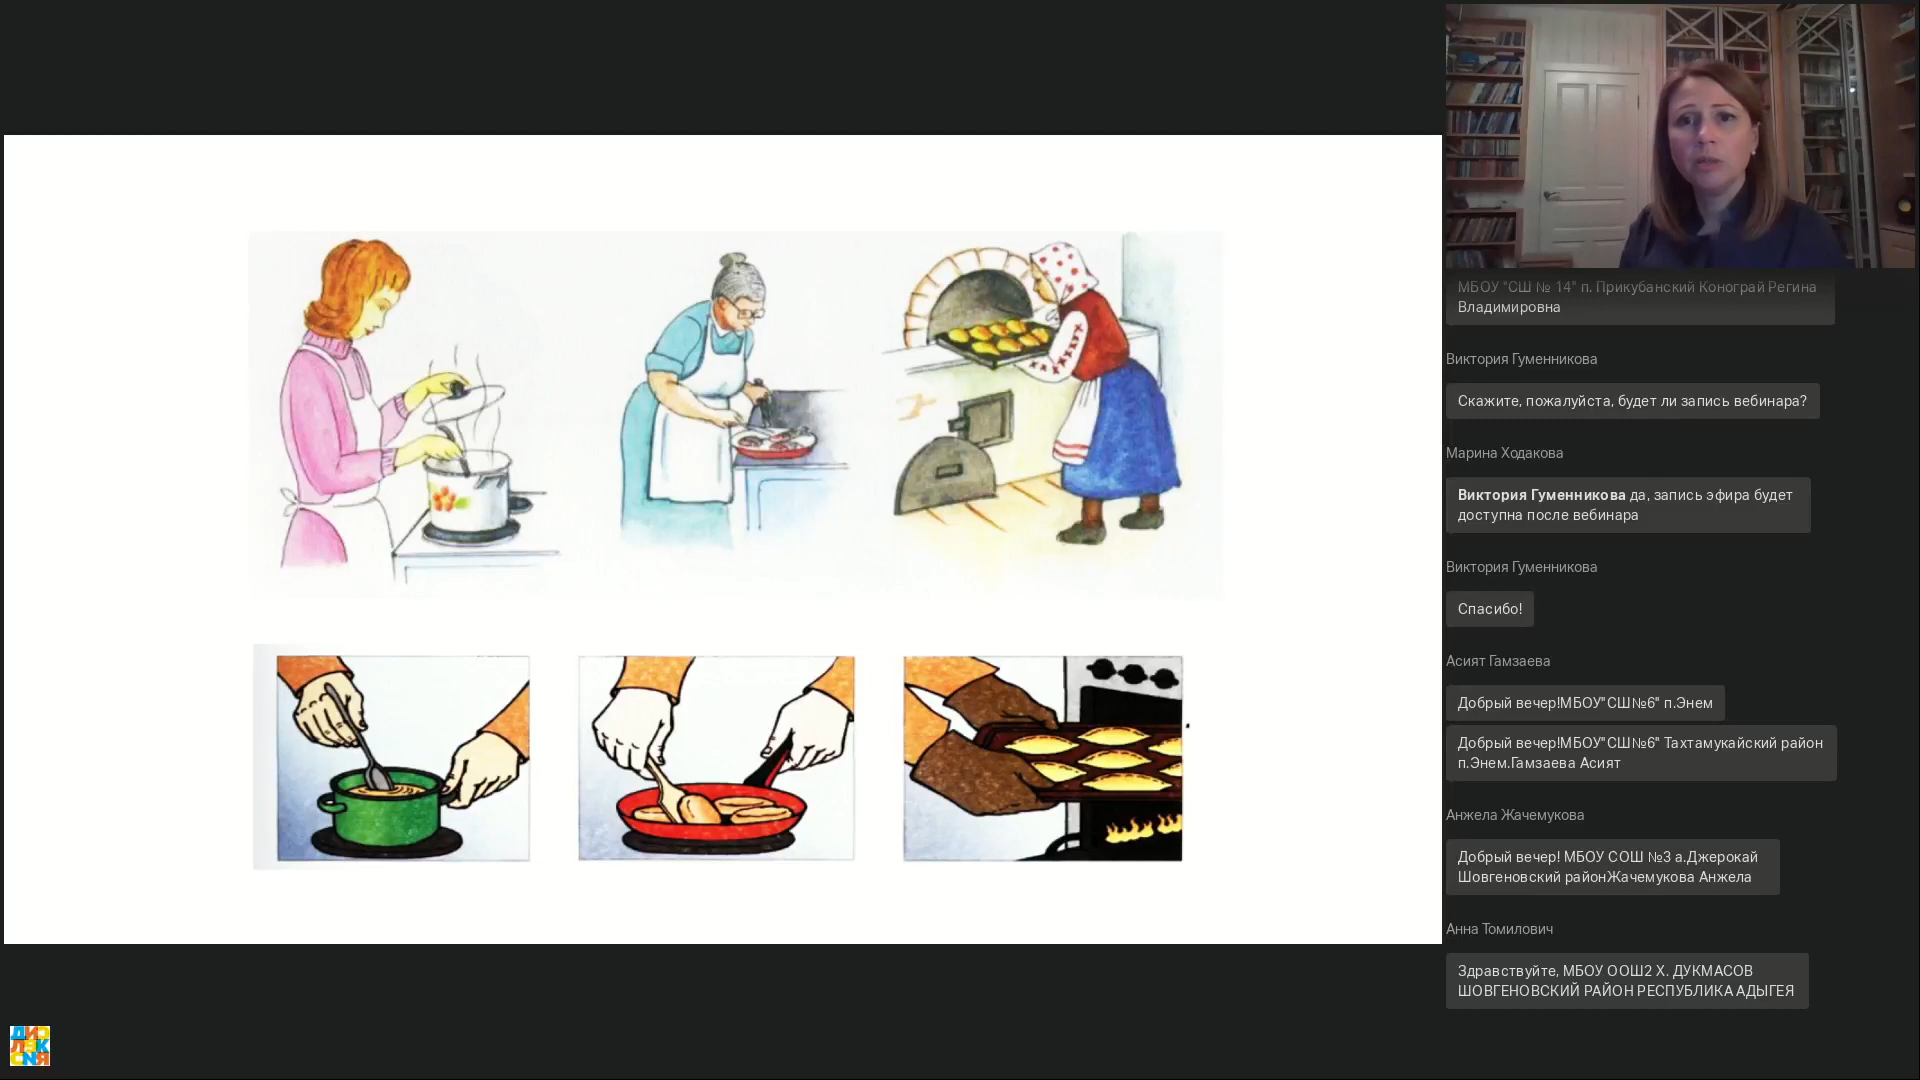 МБОУ "СШ № 14" п. Прикубанский Конограй Регина
Владимировна
Виктория Гуменникова
Скажите, пожалуйста, будет ли запись вебинара?
Марина Ходакова
Виктория Гуменникова да, запись эфира будет
доступна после вебинара
Виктория Гуменникова
Спасибо!
Асият Гамзаева
Добрый вечер!МБОУ"СШ№6" п.Энем
Добрый вечер!МБОУ"СШ№6" Тахтамукайский район
п.Энем.Гамзаева Асият
Анжела Жачемукова
Добрый вечер! МБОУ СОШ №3 а.Джерокай
Шовгеновский районЖачемукова Анжела
Анна Томилович
Здравствуйте, МБОУ ООШ2 Х. ДУКМАСОВ
ШОВГЕНОВСКИЙ РАЙОН РЕСПУБЛИКА АДЫГЕЯ
ДИС
ЛЕК
СИЯ